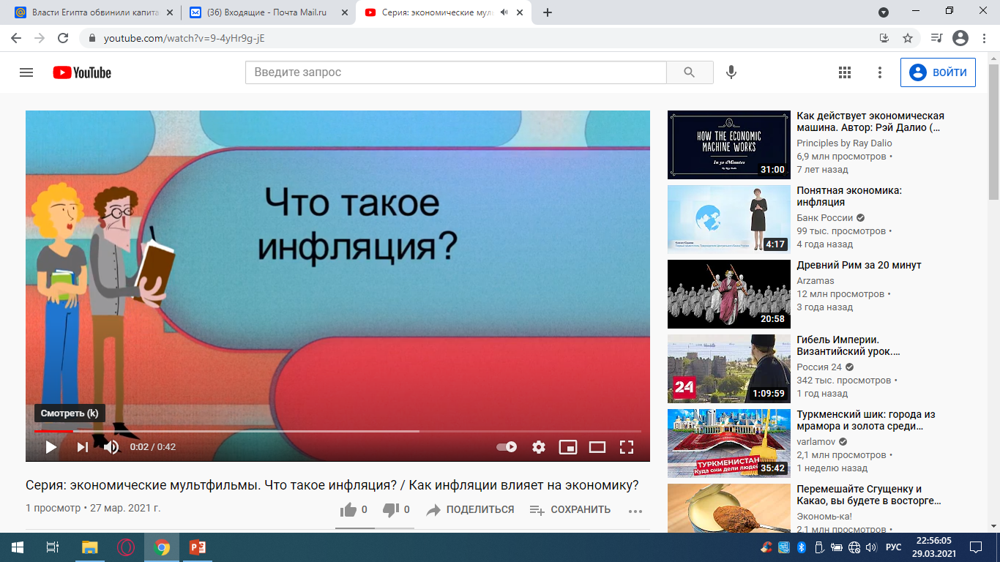 Власти Египта обвинили капита
(36) Входящие - Почта Mail.ru
Серия: экономические мул
youtube.com/watch?v=9-4yHr9g-jE
YouTube
Введите запрос
ВОЙТИ
Что такое
инфляция?
Смотреть (k)
0:02 / 0:42
Серия: экономические мультфильмы. Что такое инфляция? / Как инфляции влияет на экономику?
1 просмотр • 27 мар. 2021 г.
0
0
ПОДЕЛИТЬСЯ
СОХРАНИТЬ
HOW THE ECONOMIC
MACHINE WORKS
In 30 Minutes
By Ray Dalio
31:00
Как действует экономическая
машина. Автор: Рэй Далио (…
Principles by Ray Dalio
6,9 млн просмотров •
7 лет назад
4:17
Понятная экономика:
инфляция
Банк России
99 тыс. просмотров •
4 года назад
20:58
Древний Рим за 20 минут
Arzamas
12 млн просмотров •
3 года назад
24
1:09:59
Гибель Империи.
Византийский урок.…
Россия 24
342 тыс. просмотров •
1 год назад
ТУРКМЕНИСТАН
Куда они дели людей
35:42
Туркменский шик: города из
мрамора и золота среди…
varlamov
2,1 млн просмотров •
1 неделю назад
Перемешайте Сгущенку и
Какао, вы будете в восторге…
Экономь-ка!
2,1 млн просмотров •
РУС
22:56:05
29.03.2021